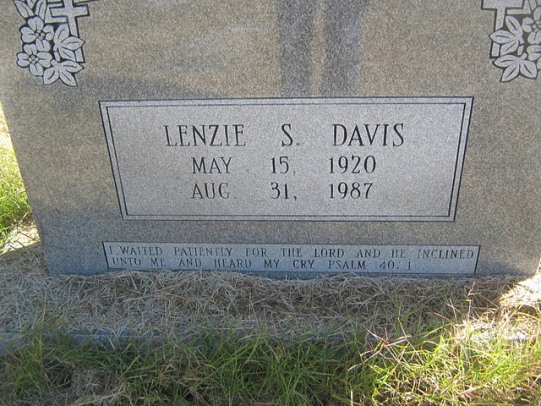 LENZIE S. DAVIS
MAY 15, 1920
AUG. 31, 1987
I WAITED PATIENTLY FOR THE LORD AND HE INCLINED
UNTO ME AND HEARD MY CRY PSALM 40:1